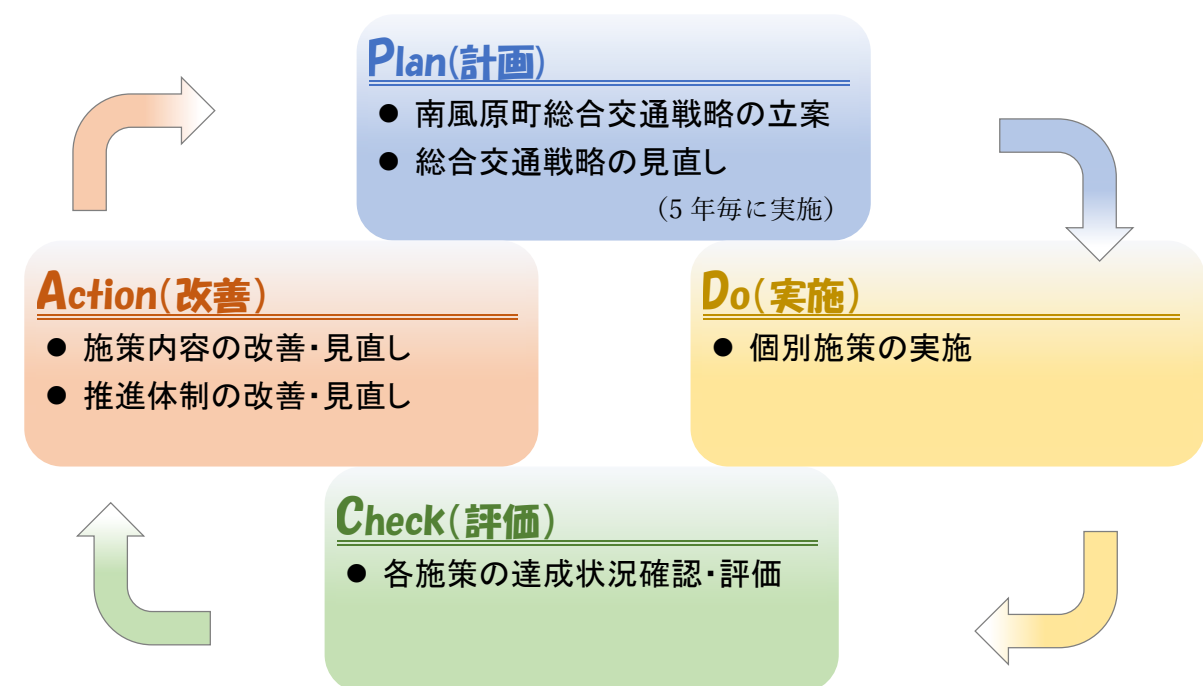 Plan(計画)
● 南風原町総合交通戦略の立案
● 総合交通戦略の見直し
（5 年毎に実施）
Action(改善)
● 施策内容の改善・見直し
● 推進体制の改善・見直し
Do(実施)
● 個別施策の実施
Check(評価)
● 各施策の達成状況確認・評価